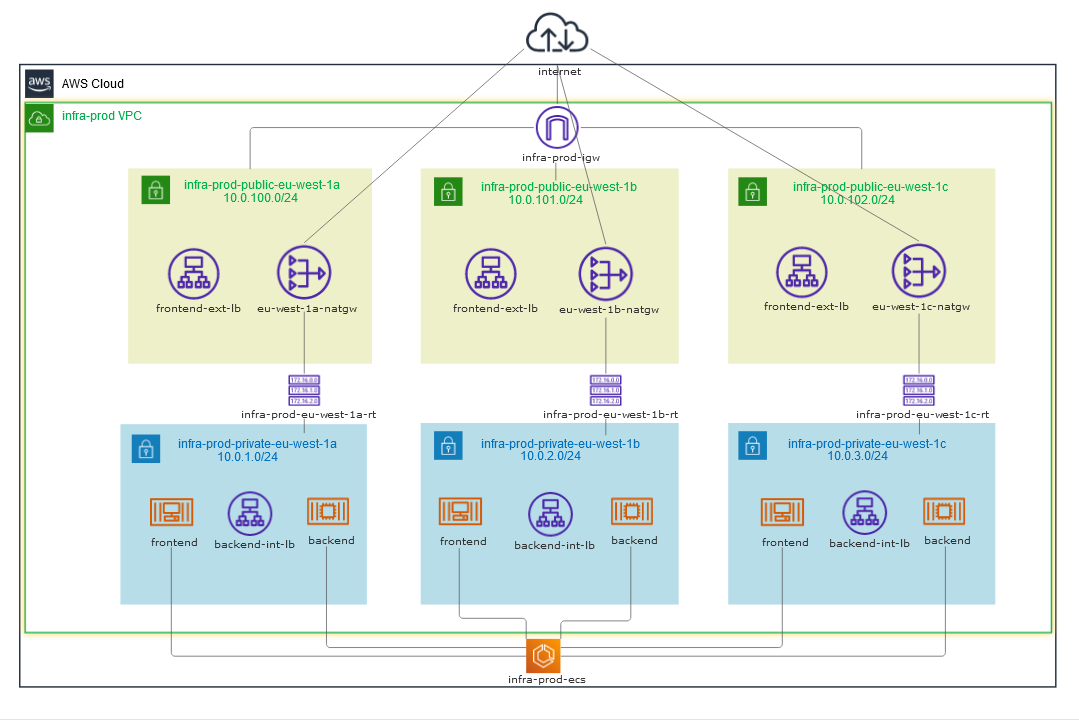 internet
aws
AWS Cloud
infra-prod VPC
infra-prod-igw
infra-prod-public-eu-west-1a
10.0.100.0/24
infra-prod-public-eu-west-1b
10.0.101.0/24
infra-prod-public-eu-west-1c
10.0.102.0/24
frontend-ext-lb
eu-west-1a-natgw
frontend-ext-lb
eu-west-1b-natgw
frontend-ext-lb
eu-west-1c-natgw
172.16.0.0
172.16.1.0
172.16.2.0
172.16.0.0
172.16.1.0
172.16.2.0
172.16.0.0
172.16.1.0
172.16.2.0
infra-prod-eu-west-1a-rt
infra-prod-eu-west-1b-rt
infra-prod-eu-west-1c-rt
infra-prod-private-eu-west-1a
10.0.1.0/24
infra-prod-private-eu-west-1b
10.0.2.0/24
infra-prod-private-eu-west-1c
10.0.3.0/24
frontend
backend-int-lb
backend
frontend
backend-int-lb
backend
frontend
backend-int-lb
backend
infra-prod-ecs